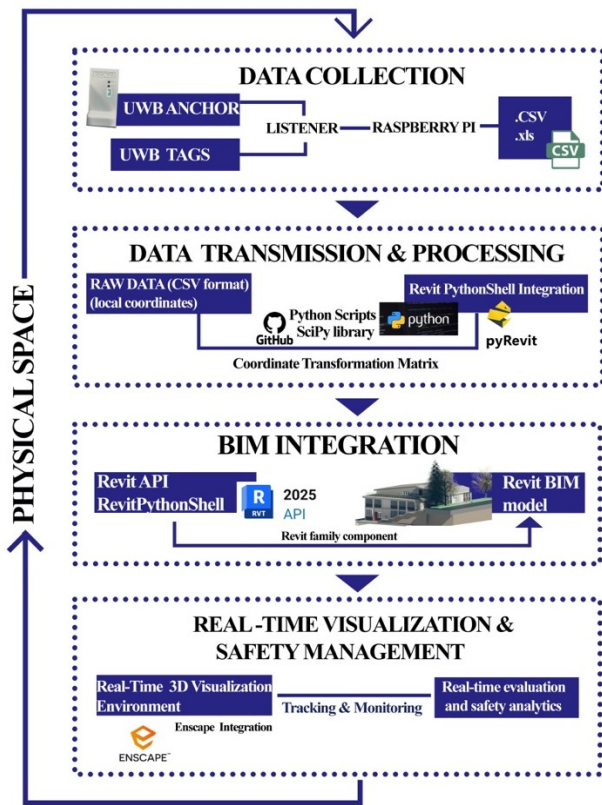 DATA COLLECTION
UWB ANCHOR
UWB TAGS
LISTENER
RASPBERRY PI
.CSV
.xls
CSV
DATA TRANSMISSION & PROCESSING
RAW DATA (CSV format)
(local coordinates)
GitHub
Python Scripts
SciPy library
python
Revit PythonShell Integration
pyRevit
Coordinate Transformation Matrix
PHYSICAL SPACE
BIM INTEGRATION
Revit API
RevitPythonShell
R
RVT
2025
API
Revit BIM
model
Revit family component
REAL-TIME VISUALIZATION &
SAFETY MANAGEMENT
Real-Time 3D Visualization
Environment
Enscape Integration
ENSCAPE™
Tracking & Monitoring
Real-time evaluation
and safety analytics